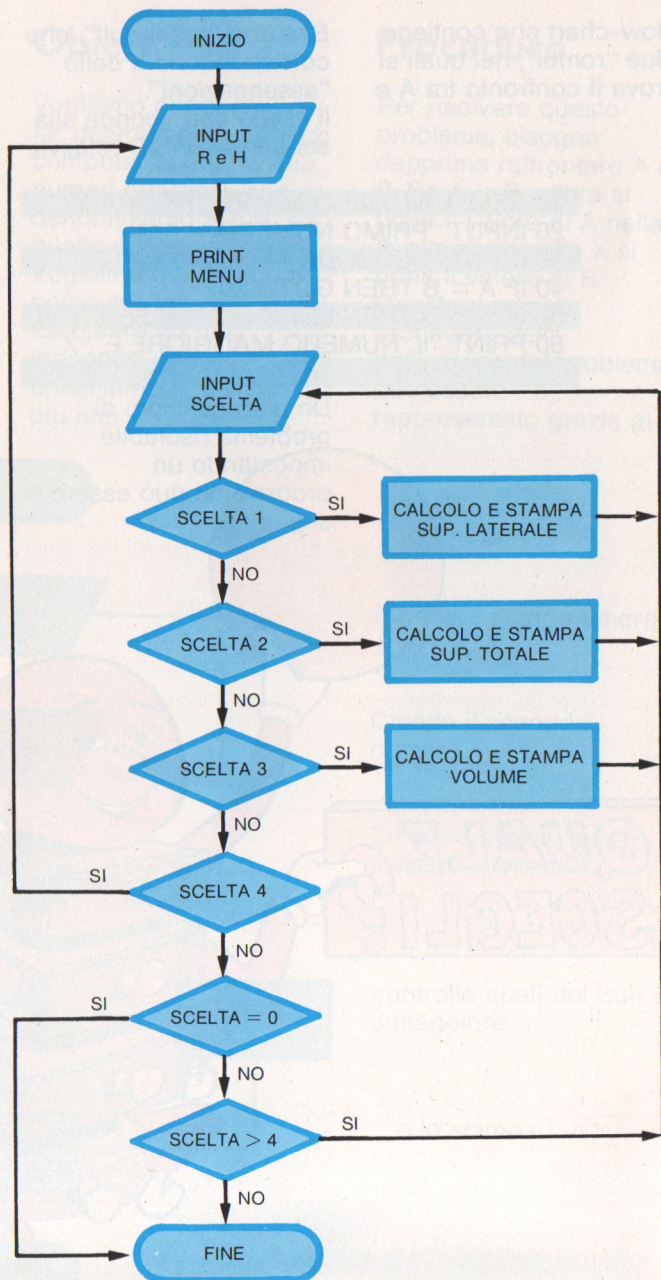 INIZIO
INPUT
R e H
PRINT
MENU
INPUT
SCELTA
SCELTA 1
SI
CALCOLO E STAMPA
SUP. LATERALE
NO
SCELTA 2
SI
CALCOLO E STAMPA
SUP. TOTALE
NO
SCELTA 3
SI
CALCOLO E STAMPA
VOLUME
NO
SI
SCELTA 4
NO
SI
SCELTA = 0
NO
SCELTA > 4
SI
NO
FINE